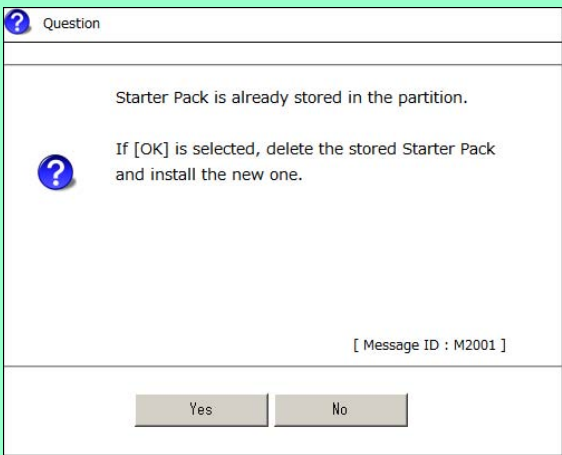 Question
Starter Pack is already stored in the partition.
If [OK] is selected, delete the stored Starter Pack
and install the new one.
[ Message ID : M2001 ]
Yes
No